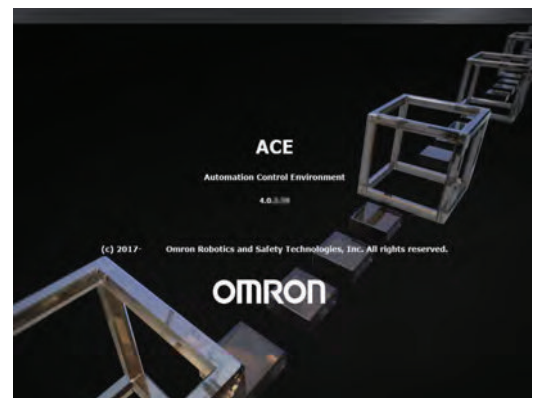 ACE
Automation Control Environment
4.0.
(c) 2017- Omron Robotics and Safety Technologies, Inc. All rights reserved.
OMRON